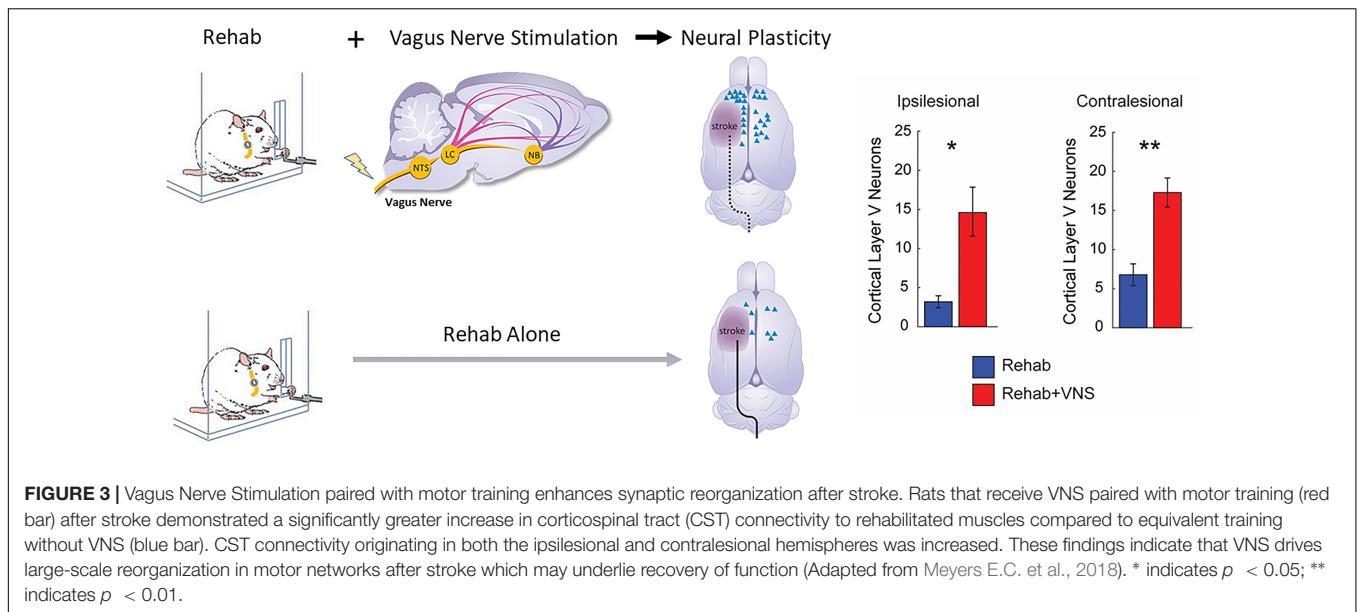 Rehab + Vagus Nerve Stimulation → Neural Plasticity
NTS
LC
NB
Vagus Nerve
stroke
Ipsilesional
Cortical Layer V Neurons
25
20
15
10
5
0
*
Contralesional
Cortical Layer V Neurons
25
20
15
10
5
0
**
Rehab Alone
stroke
Rehab
Rehab+VNS
FIGURE 3 | Vagus Nerve Stimulation paired with motor training enhances synaptic reorganization after stroke. Rats that receive VNS paired with motor training (red
bar) after stroke demonstrated a significantly greater increase in corticospinal tract (CST) connectivity to rehabilitated muscles compared to equivalent training
without VNS (blue bar). CST connectivity originating in both the ipsilesional and contralesional hemispheres was increased. These findings indicate that VNS drives
large-scale reorganization in motor networks after stroke which may underlie recovery of function (Adapted from Meyers E.C. et al., 2018). * indicates p < 0.05; **
indicates p < 0.01.